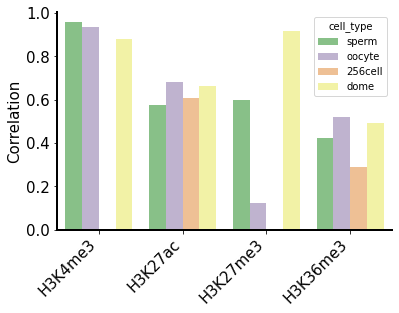 1.0
0.8
0.6
0.4
0.2
0.0
Correlation
cell_type
sperm
oocyte
256cell
dome
H3K4me3
H3K27ac
H3K27me3
H3K36me3